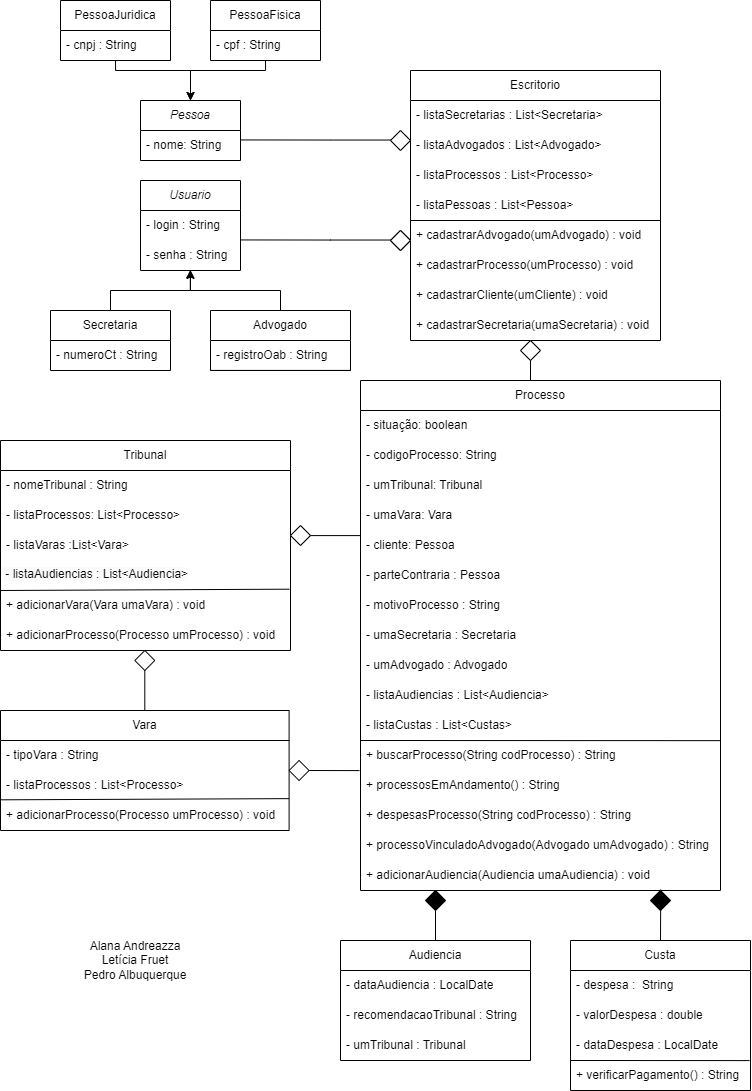 PessoaJuridica
- cnpj : String
PessoaFisica
- cpf : String
Pessoa
- nome: String
Usuario
- login : String
- senha : String
Secretaria
- numeroCt : String
Advogado
- registroOab : String
Escritorio
- listaSecretarias : List<Secretaria>
- listaAdvogados : List<Advogado>
- listaProcessos : List<Processo>
- listaPessoas : List<Pessoa>
+ cadastrarAdvogado(umAdvogado) : void
+ cadastrarProcesso(umProcesso) : void
+ cadastrarCliente(umCliente) : void
+ cadastrarSecretaria(umaSecretaria) : void
Processo
- situação: boolean
- codigoProcesso: String
- umTribunal: Tribunal
- umaVara: Vara
- cliente: Pessoa
- parteContraria : Pessoa
- motivoProcesso : String
- umaSecretaria : Secretaria
- umAdvogado : Advogado
- listaAudiencias : List<Audiencia>
- listaCustas : List<Custas>
+ buscarProcesso(String codProcesso) : String
+ processosEmAndamento() : String
+ despesasProcesso(String codProcesso) : String
+ processoVinculadoAdvogado(Advogado umAdvogado) : String
+ adicionarAudiencia(Audiencia umaAudiencia) : void
Tribunal
- nomeTribunal : String
- listaProcessos: List<Processo>
- listaVaras :List<Vara>
- listaAudiencias : List<Audiencia>
+ adicionarVara(Vara umaVara) : void
+ adicionarProcesso(Processo umProcesso) : void
Vara
- tipoVara : String
- listaProcessos : List<Processo>
+ adicionarProcesso(Processo umProcesso) : void
Alana Andreazza
Letícia Fruet
Pedro Albuquerque
Audiencia
- dataAudiencia : LocalDate
- recomendacaoTribunal : String
- umTribunal : Tribunal
Custa
- despesa :  String
- valorDespesa : double
- dataDespesa : LocalDate
+ verificarPagamento() : String